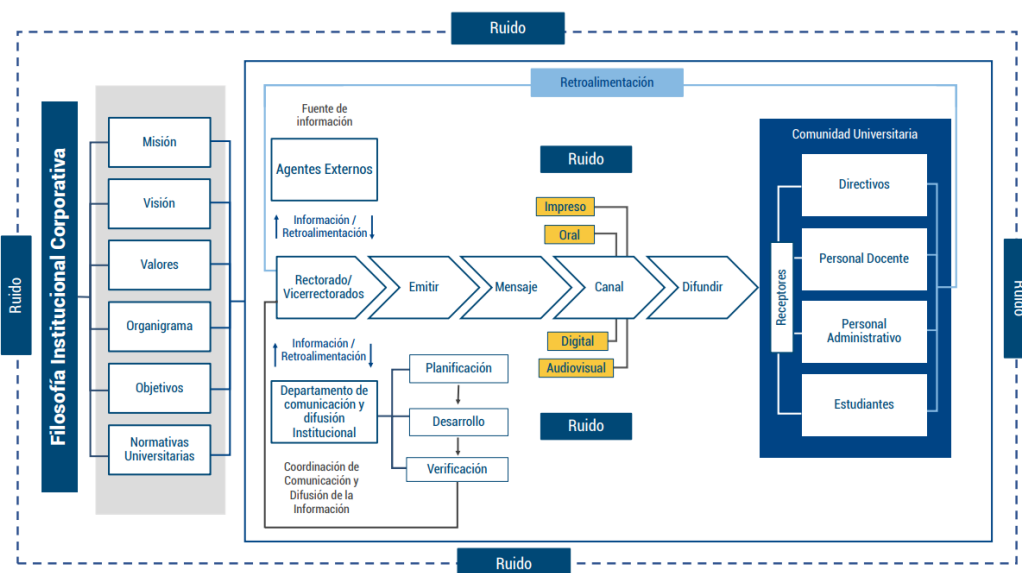 Ruido
Retroalimentación
Fuente de
información
Comunidad Universitaria
Filosofía Institucional Corporativa
Misión
Agentes Externos
Ruido
Directivos
Visión
Información /
Retroalimentación
Impreso
Oral
Ruido
Valores
Personal Docente
Receptores
Ruido
Rectorado/
Vicerrectorados
Emitir
Mensaje
Canal
Difundir
Organigrama
Personal
Administrativo
Información /
Retroalimentación
Digital
Audiovisual
Planificación
Objetivos
Departamento de
comunicación y
difusión
Institucional
Desarrollo
Ruido
Estudiantes
Normativas
Universitarias
Verificación
Coordinación de
Comunicación y
Difusión de la
Información
Ruido